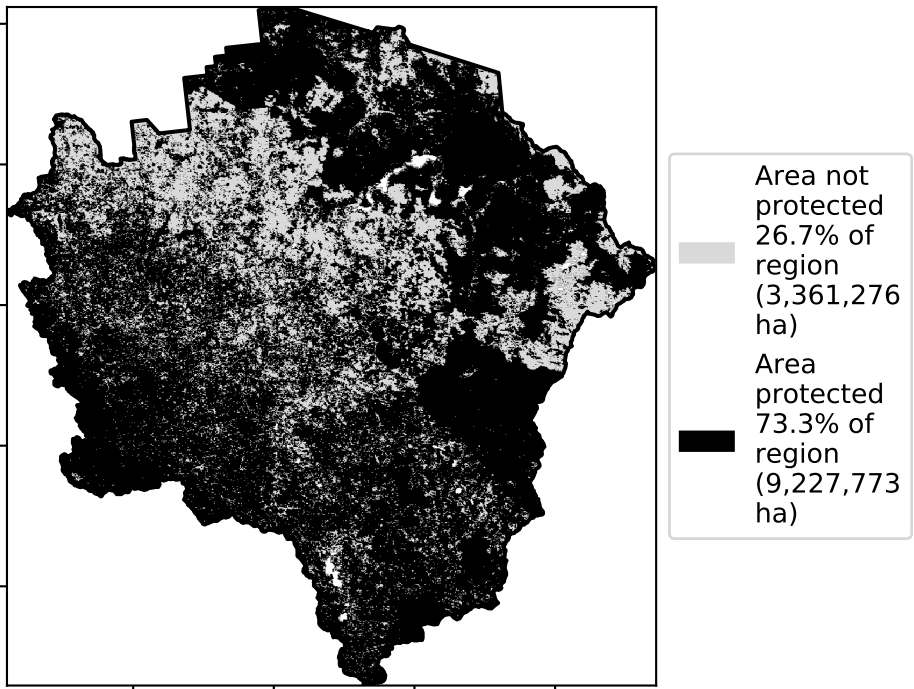 Area not
protected
26.7% of
region
(3,361,276
ha)
Area
protected
73.3% of
region
(9,227,773
ha)